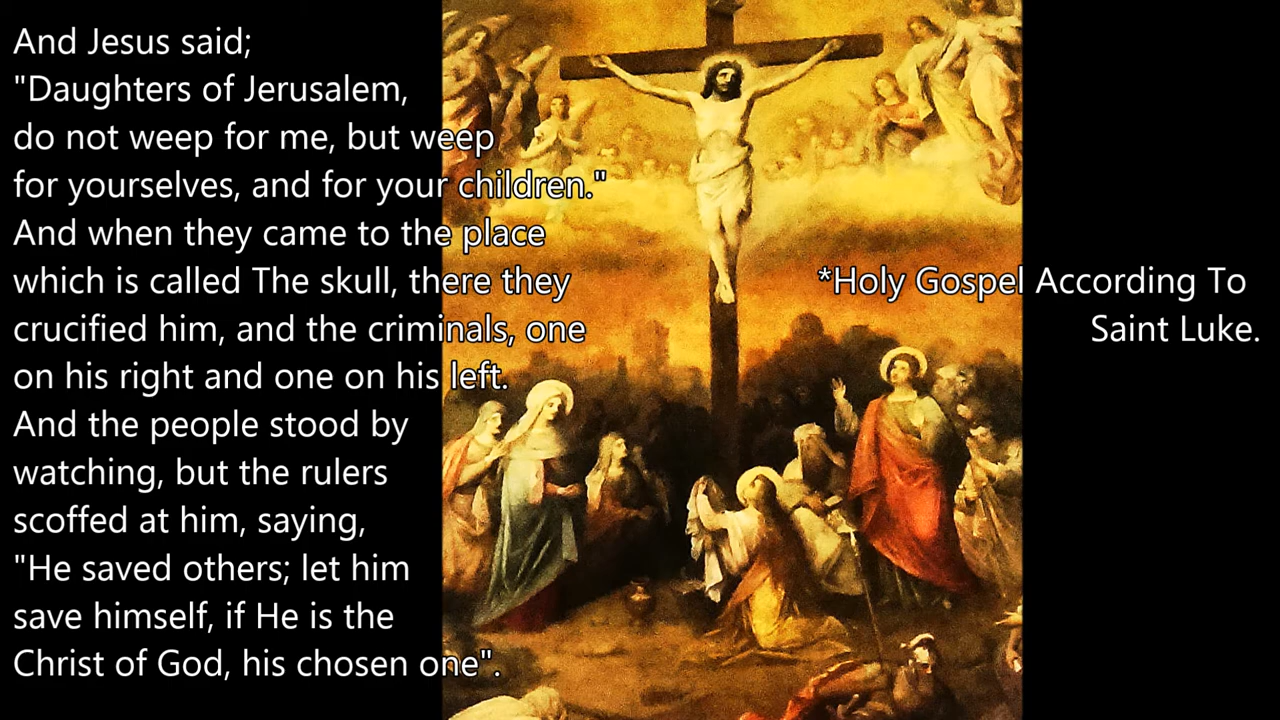 And Jesus said;
"Daughters of Jerusalem,
do not weep for me, but weep
for yourselves, and for your children."
And when they came to the place
which is called The skull, there they
crucified him, and the criminals, one
on his right and one on his left.
And the people stood by
watching, but the rulers
scoffed at him, saying,
"He saved others; let him
save himself, if He is the
Christ of God, his chosen one".
*Holy Gospel According To
Saint Luke.